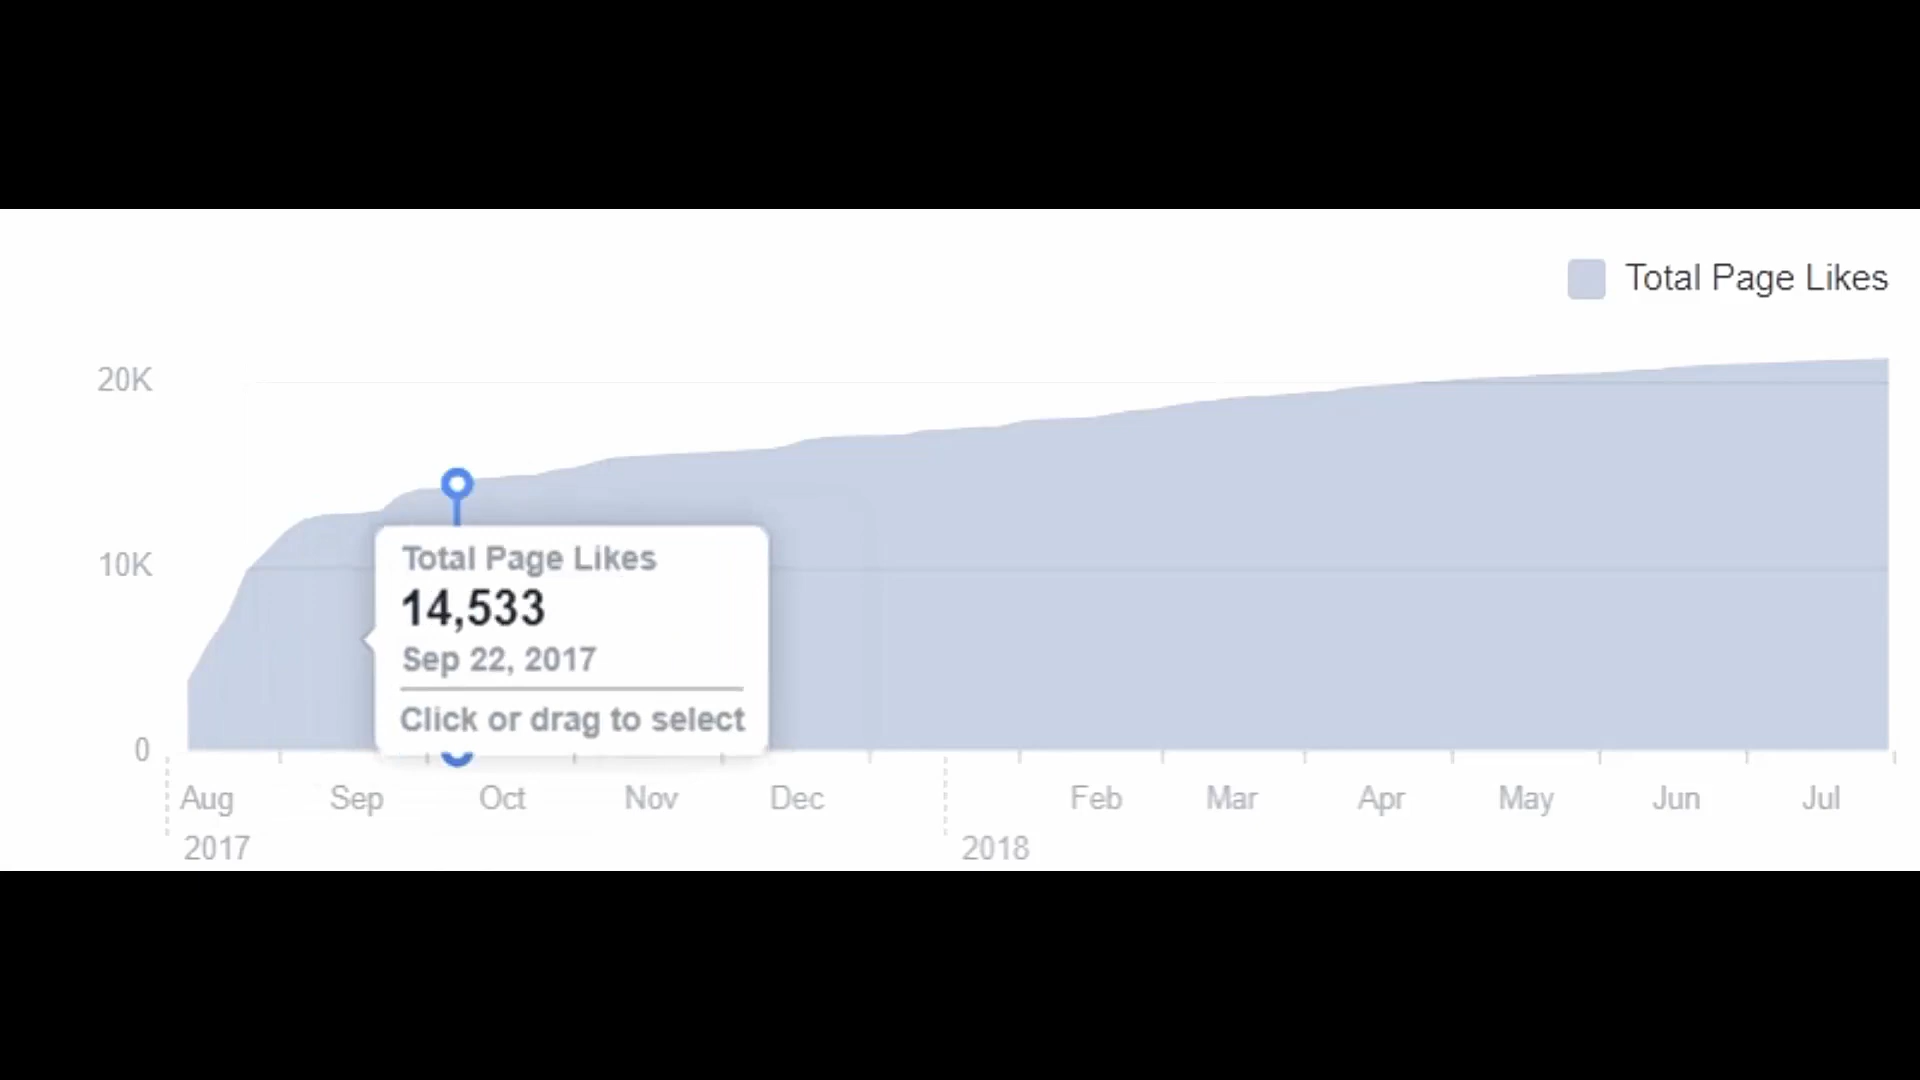 Total Page Likes
20K
10K
0
Total Page Likes
14,533
Sep 22, 2017
Click or drag to select
Aug Sep Oct Nov Dec Feb Mar Apr May Jun Jul
2017 2018